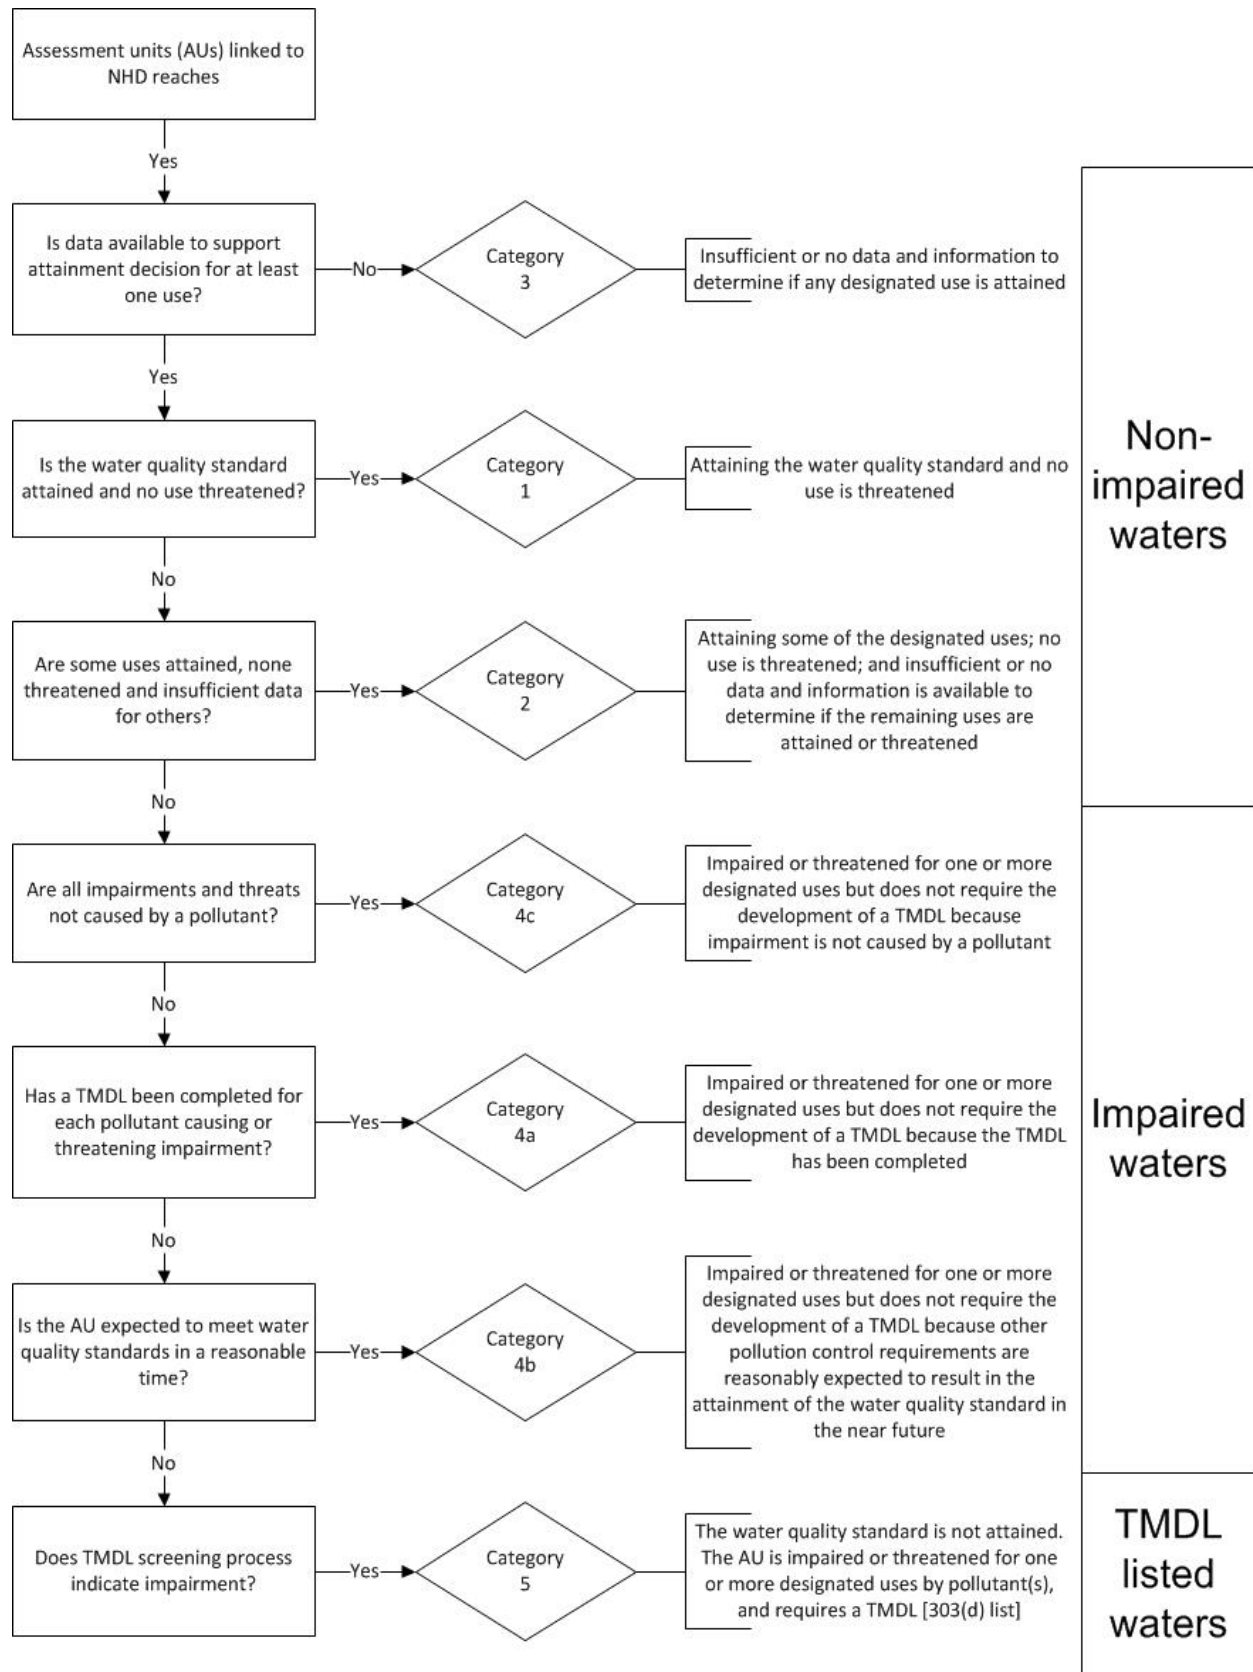 Assessment units (AUs) linked to
NHD reaches
Yes
Is data available to support
attainment decision for at least
one use?
No
Category
3
Insufficient or no data and information to
determine if any designated use is attained
Yes
Is the water quality standard
attained and no use threatened?
Yes
Category
1
Attaining the water quality standard and no
use is threatened
No
Are some uses attained, none
threatened and insufficient data
for others?
Yes
Category
2
Attaining some of the designated uses; no
use is threatened; and insufficient or no
data and information is available to
determine if the remaining uses are
attained or threatened
Non-
impaired
waters
No
Are all impairments and threats
not caused by a pollutant?
Yes
Category
4c
Impaired or threatened for one or more
designated uses but does not require the
development of a TMDL because
impairment is not caused by a pollutant
No
Has a TMDL been completed for
each pollutant causing or
threatening impairment?
Yes
Category
4a
Impaired or threatened for one or more
designated uses but does not require the
development of a TMDL because the TMDL
has been completed
No
Is the AU expected to meet water
quality standards in a reasonable
time?
Yes
Category
4b
Impaired or threatened for one or more
designated uses but does not require the
development of a TMDL because other
pollution control requirements are
reasonably expected to result in the
attainment of the water quality standard in
the near future
Impaired
waters
No
Does TMDL screening process
indicate impairment?
Yes
Category
5
The water quality standard is not attained.
The AU is impaired or threatened for one
or more designated uses by pollutant(s),
and requires a TMDL [303(d) list]
TMDL
listed
waters